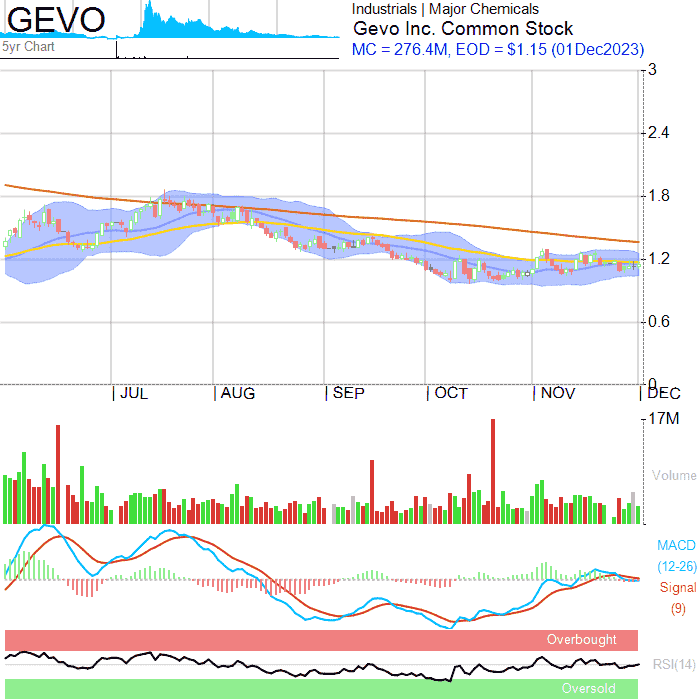 GEVO
5yr Chart
Industrials | Major Chemicals
Gevo Inc. Common Stock
MC = 276.4M, EOD = $1.15 (01Dec2023)
3
2.4
1.8
1.2
0.6
0
JUL AUG SEP OCT NOV DEC
17M
Volume
MACD
(12-26)
Signal
(9)
Overbought
RSI(14)
Oversold